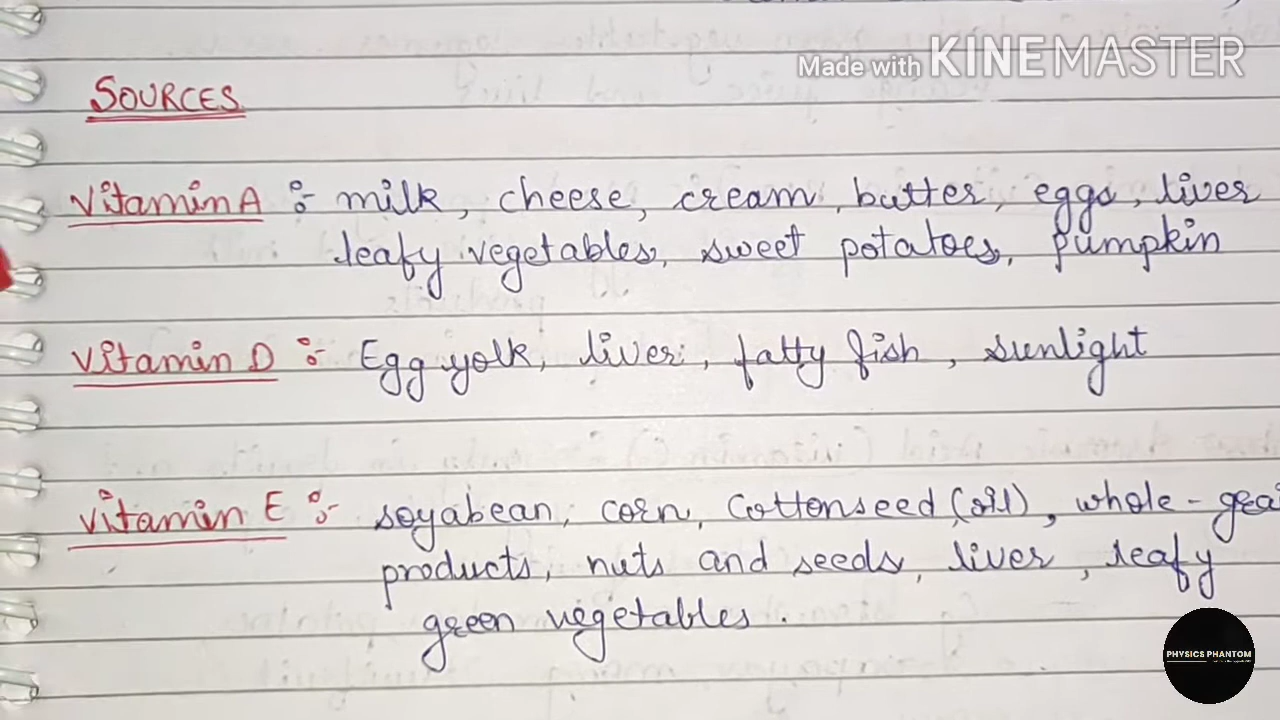 Made with KINEMASTER
SOURCES
Vitamin A :- milk, cheese, cream, butter, eggs, liver
leafy vegetables, sweet potatoes, pumpkin
Vitamin D :- Egg yolk, liver, fatty fish, sunlight
Vitamin E :- soyabean, corn, Cottonseed (oil), whole-grai
products, nuts and seeds, liver, leafy
green vegetables.
PHYSICS PHANTOM